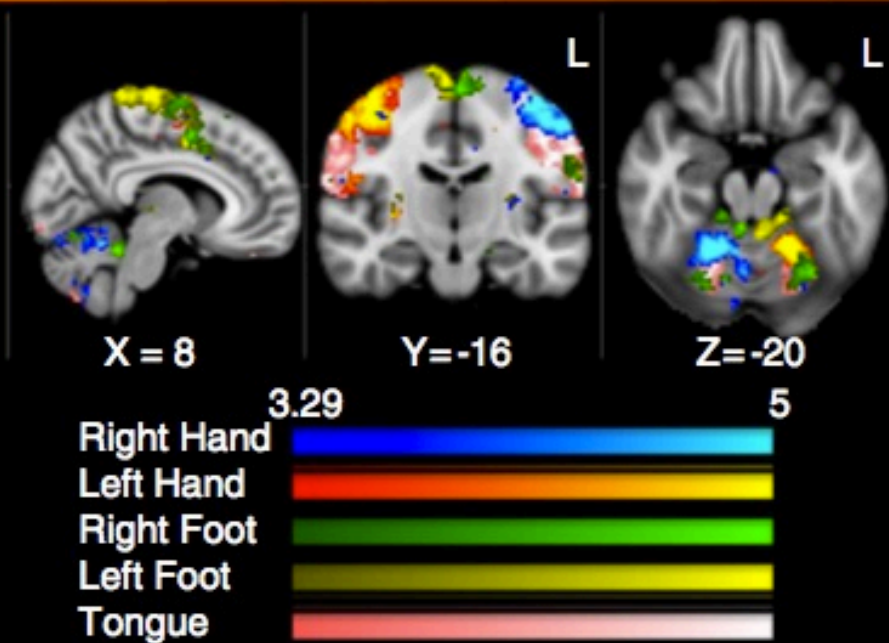 L
L
X = 8
Y= -16
Z= -20
3.29
5
Right Hand
Left Hand
Right Foot
Left Foot
Tongue